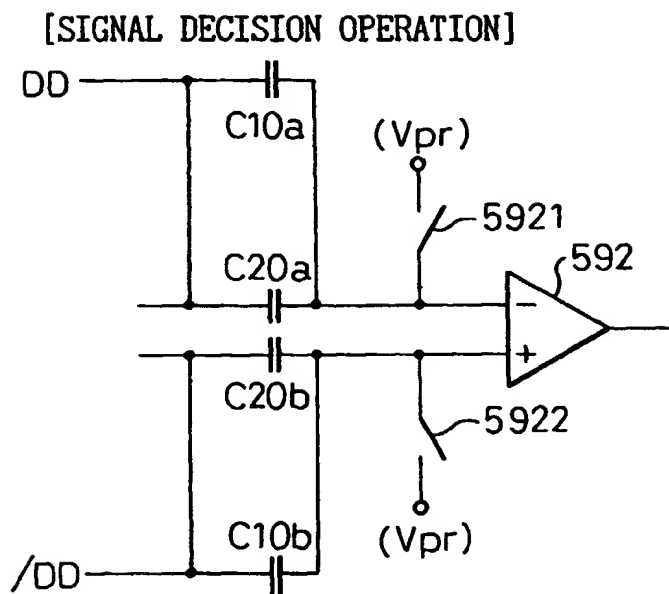 [SIGNAL DECISION OPERATION]
DD
C10a
(Vpr)
5921
592
C20a
−
+
C20b
5922
C10b
(Vpr)
/DD